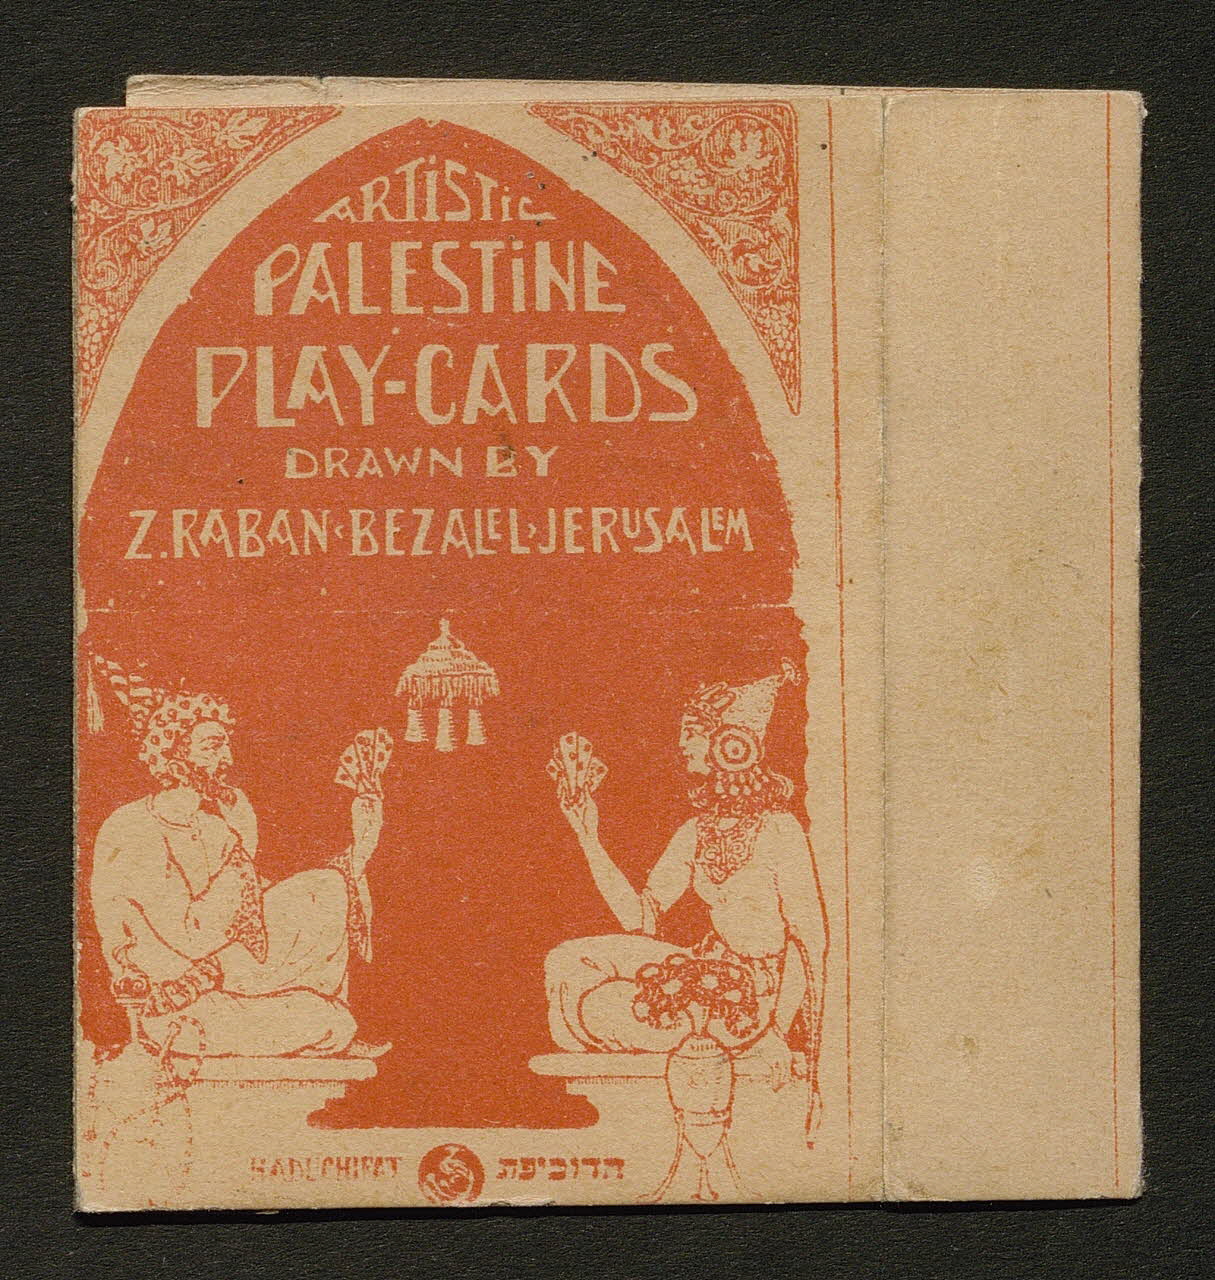 ARTiSTiC
PALESTiNE
PLAY-CARDS
DRAWN BY
Z.RABAN‹BEZALEL›JERUSALEM
HADUCHIFAT הדוכיפת